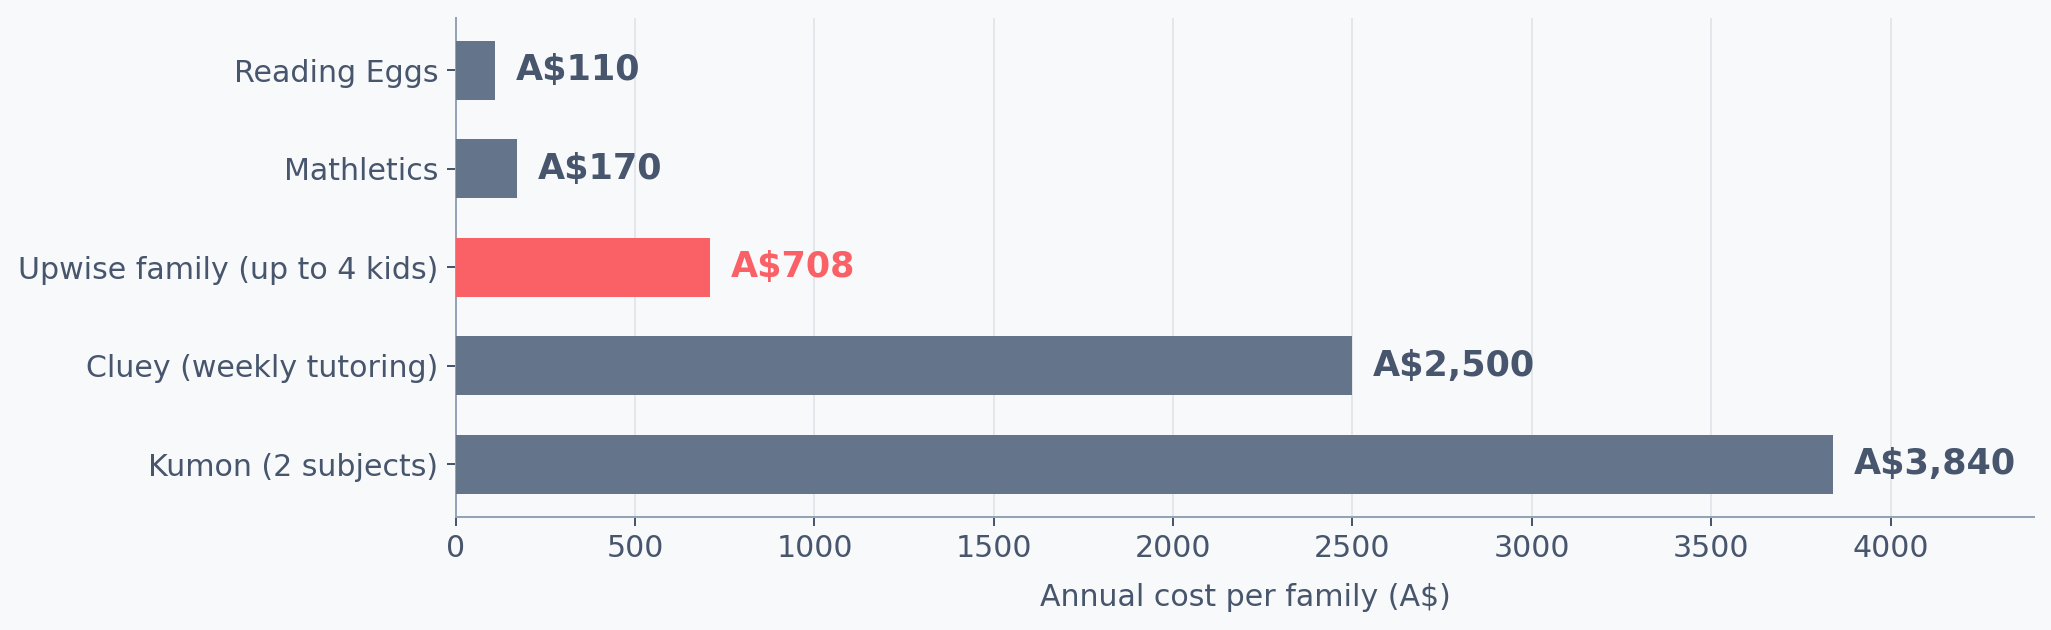 Reading Eggs A$110
Mathletics A$170
Upwise family (up to 4 kids) A$708
Cluey (weekly tutoring) A$2,500
Kumon (2 subjects) A$3,840
0 500 1000 1500 2000 2500 3000 3500 4000
Annual cost per family (A$)